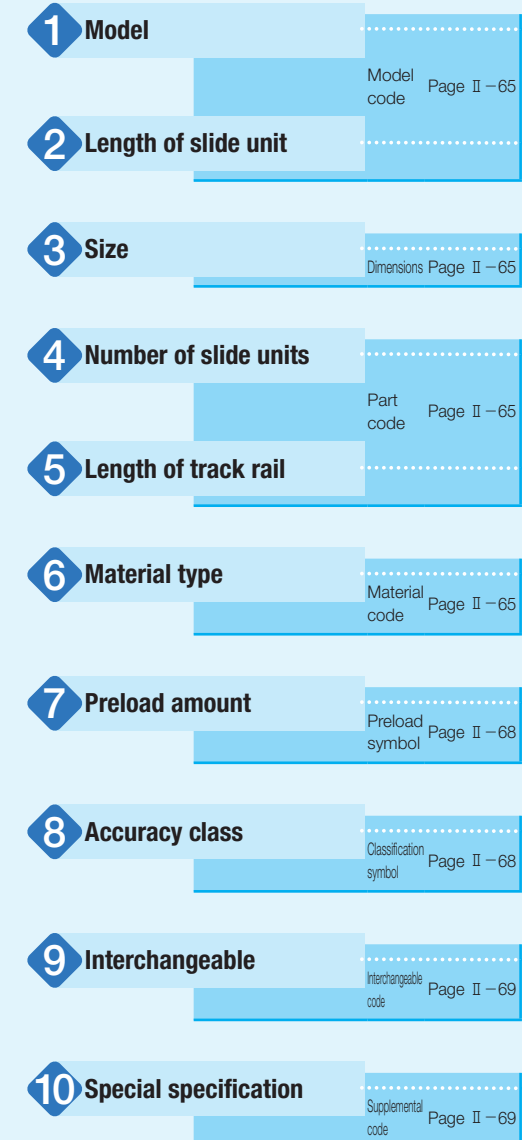 1 Model
Model
code
Page Ⅱ－65
2 Length of slide unit
3 Size
Dimensions Page Ⅱ－65
4 Number of slide units
Part
code
Page Ⅱ－65
5 Length of track rail
6 Material type
Material
code
Page Ⅱ－65
7 Preload amount
Preload
symbol
Page Ⅱ－68
8 Accuracy class
Classification
symbol
Page Ⅱ－68
9 Interchangeable
Interchangeable
code
Page Ⅱ－69
10 Special specification
Supplemental
code
Page Ⅱ－69